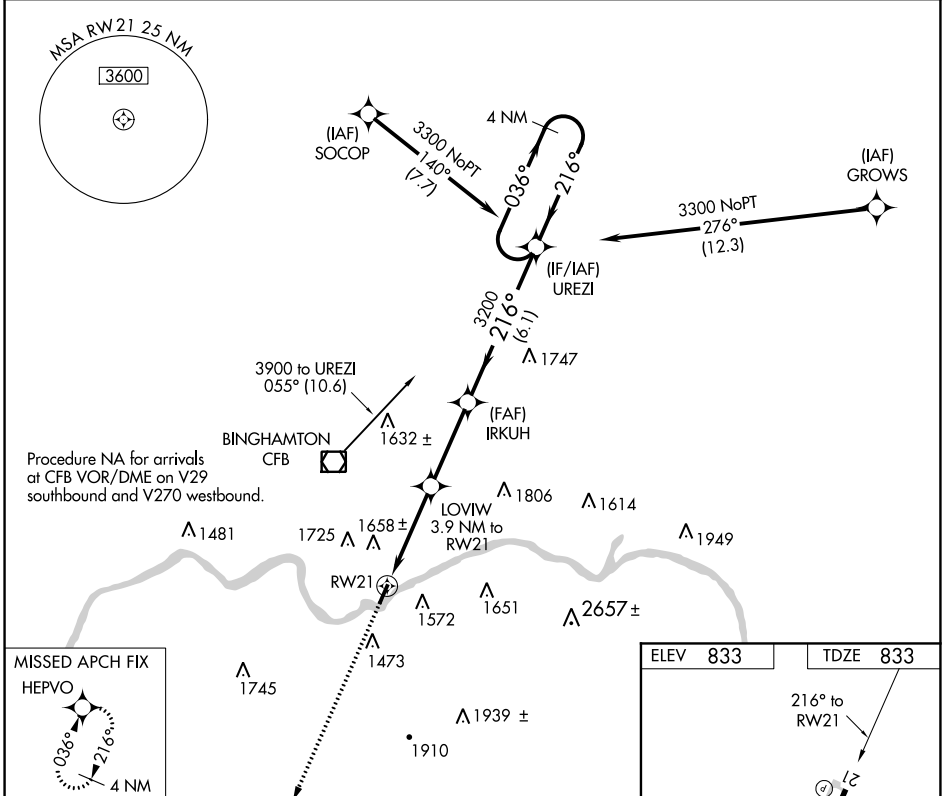 MSA RW21 25 NM
3600
(IAF)
SOCOP
3300 NoPT
140°
(7.7)
4 NM
036°
216°
(IAF)
GROWS
3300 NoPT
276°
(12.3)
(IF/IAF)
UREZI
3200
216°
(6.1)
1747
3900 to UREZI
055° (10.6)
1632 ±
(FAF)
IRKUH
BINGHAMTON
CFB
Procedure NA for arrivals
at CFB VOR/DME on V29
southbound and V270 westbound.
LOVIW
3.9 NM to
RW21
1806
1614
1481
1725
1658 ±
1949
RW21
1572
1651
2657 ±
1473
1745
1939 ±
1910
MISSED APCH FIX
HEPVO
036°
216°
4 NM
ELEV 833
TDZE 833
216° to
RW21
21
P